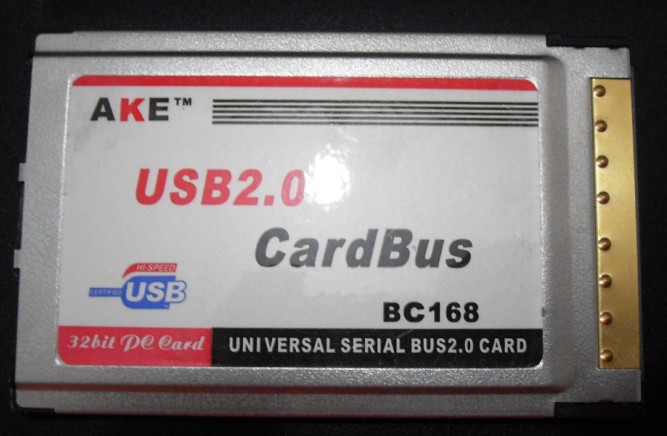 AKE™
USB2.0
CardBus
HI-SPEED
CERTIFIED USB
BC168
32bit PC Card
UNIVERSAL SERIAL BUS2.0 CARD